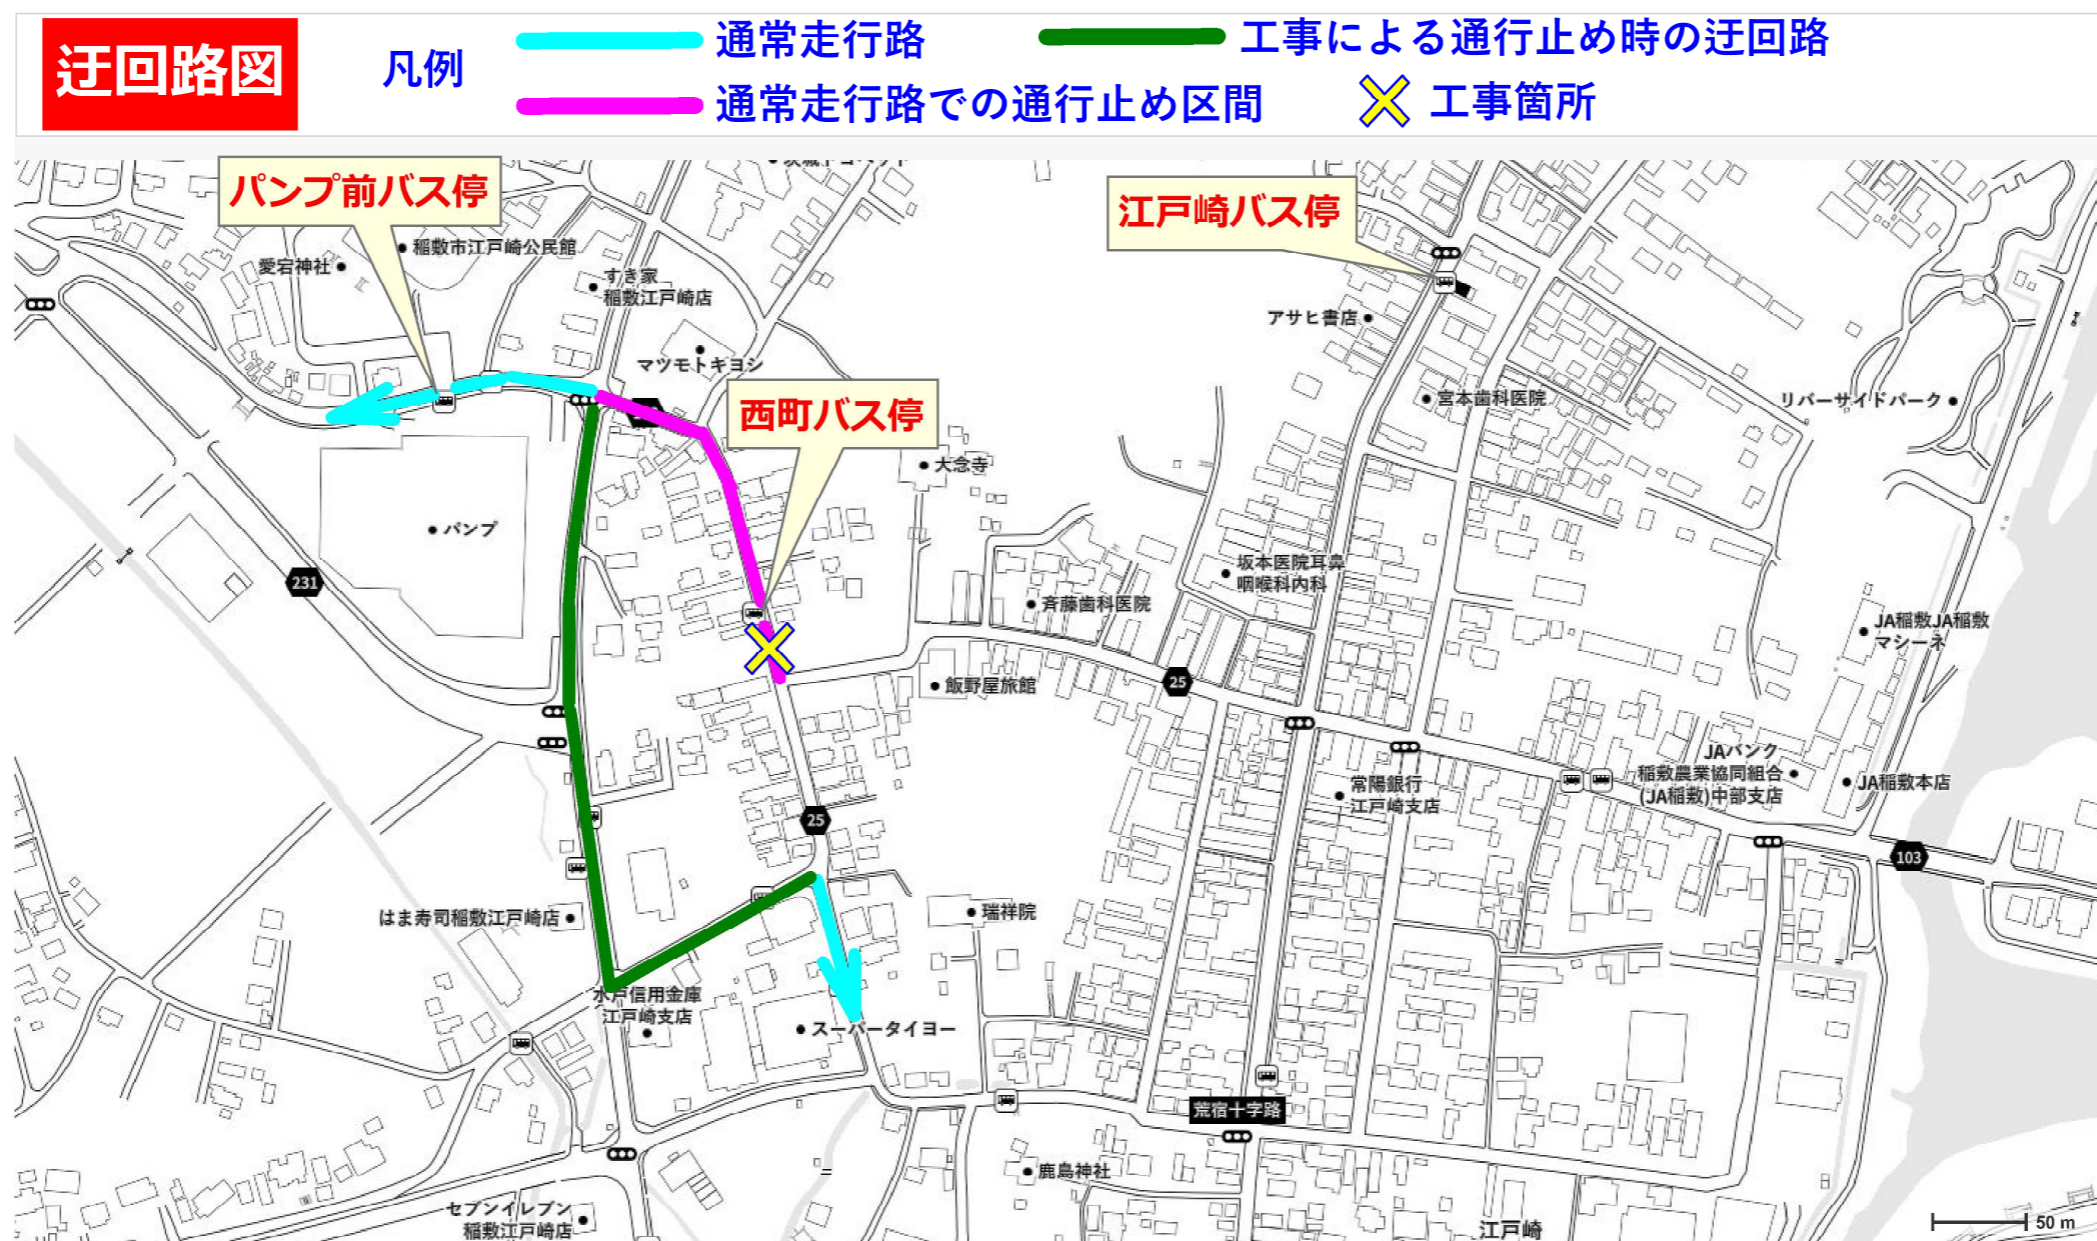 迂回路図
凡例
通常走行路
工事による通行止め時の迂回路
通常走行路での通行止め区間
工事箇所
パンプ前バス停
江戸崎バス停
稲敷市江戸崎公民館
愛宕神社
すき家
稲敷江戸崎店
アサヒ書店
マツモトキヨシ
西町バス停
宮本歯科医院
リバーサイドパーク
大念寺
パンプ
坂本医院耳鼻
咽喉科内科
231
斉藤歯科医院
JA稲敷JA稲敷
マシーネ
飯野屋旅館
25
JAバンク
稲敷農業協同組合
(JA稲敷)中部支店
JA稲敷本店
常陽銀行
江戸崎支店
25
103
はま寿司稲敷江戸崎店
瑞祥院
水戸信用金庫
江戸崎支店
スーパータイヨー
荒宿十字路
鹿島神社
セブンイレブン
稲敷江戸崎店
江戸崎
50 m